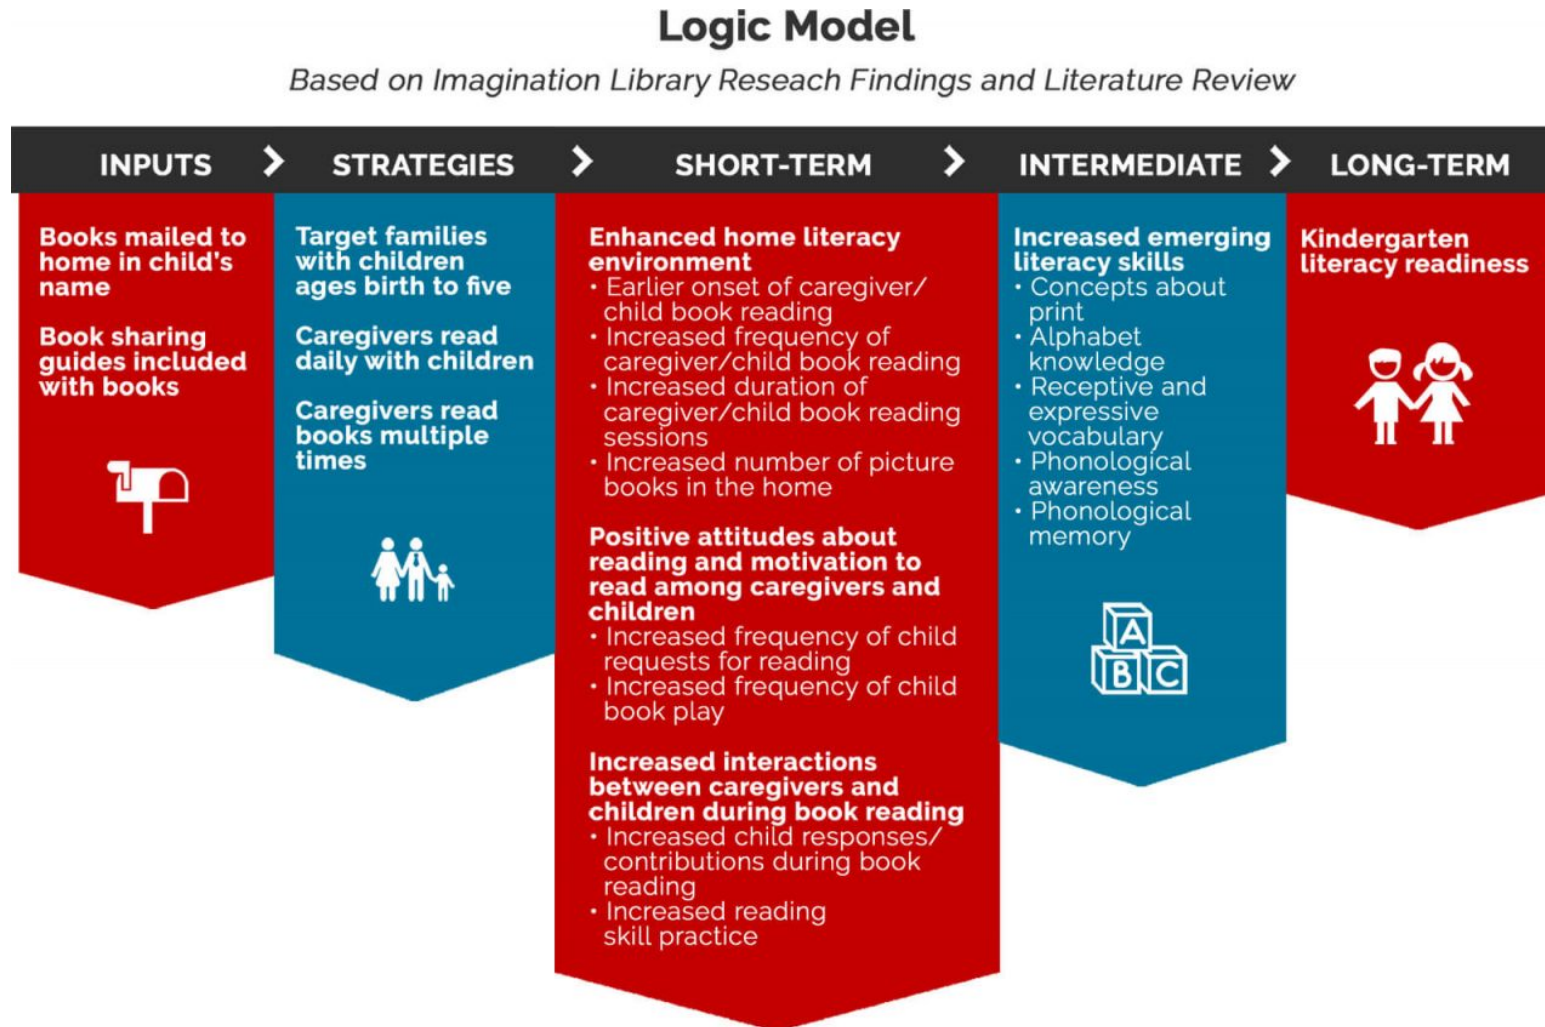 Logic Model
Based on Imagination Library Reseach Findings and Literature Review
INPUTS
STRATEGIES
SHORT-TERM
INTERMEDIATE
LONG-TERM
Books mailed to
home in child's
name
Book sharing
guides included
with books
Target families
with children
ages birth to five
Caregivers read
daily with children
Caregivers read
books multiple
times
Enhanced home literacy
environment
• Earlier onset of caregiver/
child book reading
• Increased frequency of
caregiver/child book reading
• Increased duration of
caregiver/child book reading
sessions
• Increased number of picture
books in the home
Positive attitudes about
reading and motivation to
read among caregivers and
children
• Increased frequency of child
requests for reading
• Increased frequency of child
book play
Increased interactions
between caregivers and
children during book reading
• Increased child responses/
contributions during book
reading
• Increased reading
skill practice
Increased emerging
literacy skills
• Concepts about
print
• Alphabet
knowledge
• Receptive and
expressive
vocabulary
• Phonological
awareness
• Phonological
memory
A
B C
Kindergarten
literacy readiness